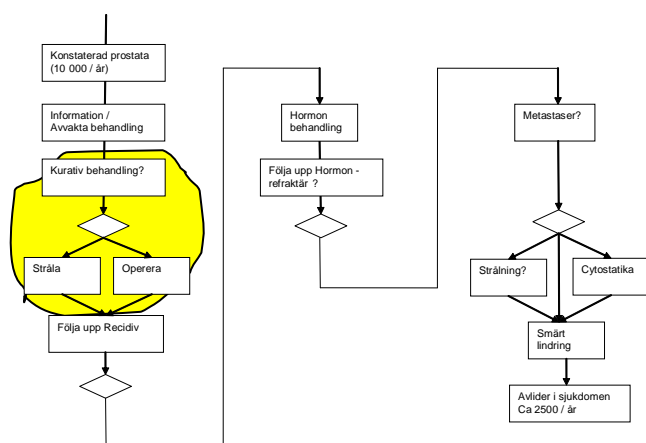 Konstaterad prostata
(10 000 / år)
Information /
Avvakta behandling
Kurativ behandling?
Stråla
Operera
Följa upp Recidiv
Hormon
behandling
Följa upp Hormon -
refraktär ?
Metastaser?
Strålning?
Cytostatika
Smärt
lindring
Avlider i sjukdomen
Ca 2500 / år